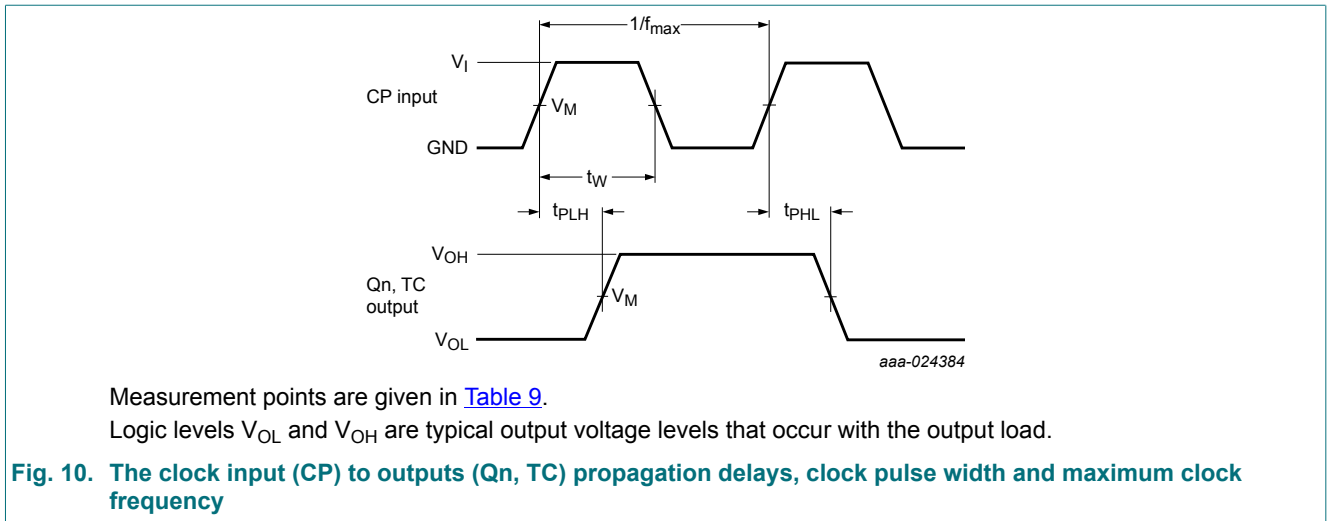 1/fmax
VI
CP input
VM
GND
tW
tPLH
tPHL
VOH
Qn, TC
output
VM
VOL
aaa-024384
Measurement points are given in Table 9.
Logic levels VOL and VOH are typical output voltage levels that occur with the output load.
Fig. 10. The clock input (CP) to outputs (Qn, TC) propagation delays, clock pulse width and maximum clock
frequency